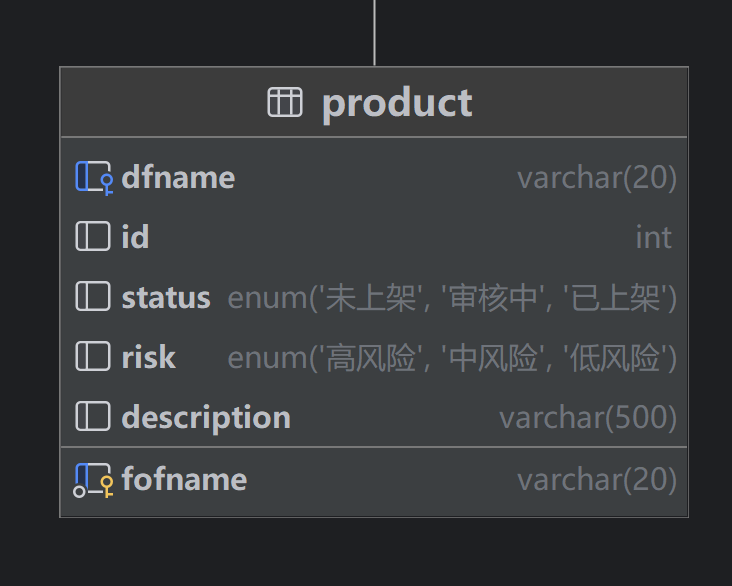 product
dfname varchar(20)
id int
status enum('未上架', '审核中', '已上架')
risk enum('高风险', '中风险', '低风险')
description varchar(500)
fofname varchar(20)